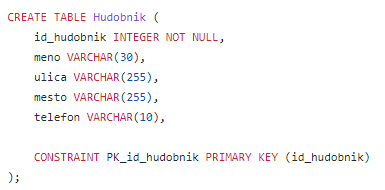 CREATE TABLE Hudobnik (
    id_hudobnik INTEGER NOT NULL,
    meno VARCHAR(30),
    ulica VARCHAR(255),
    mesto VARCHAR(255),
    telefon VARCHAR(10),

    CONSTRAINT PK_id_hudobnik PRIMARY KEY (id_hudobnik)
);